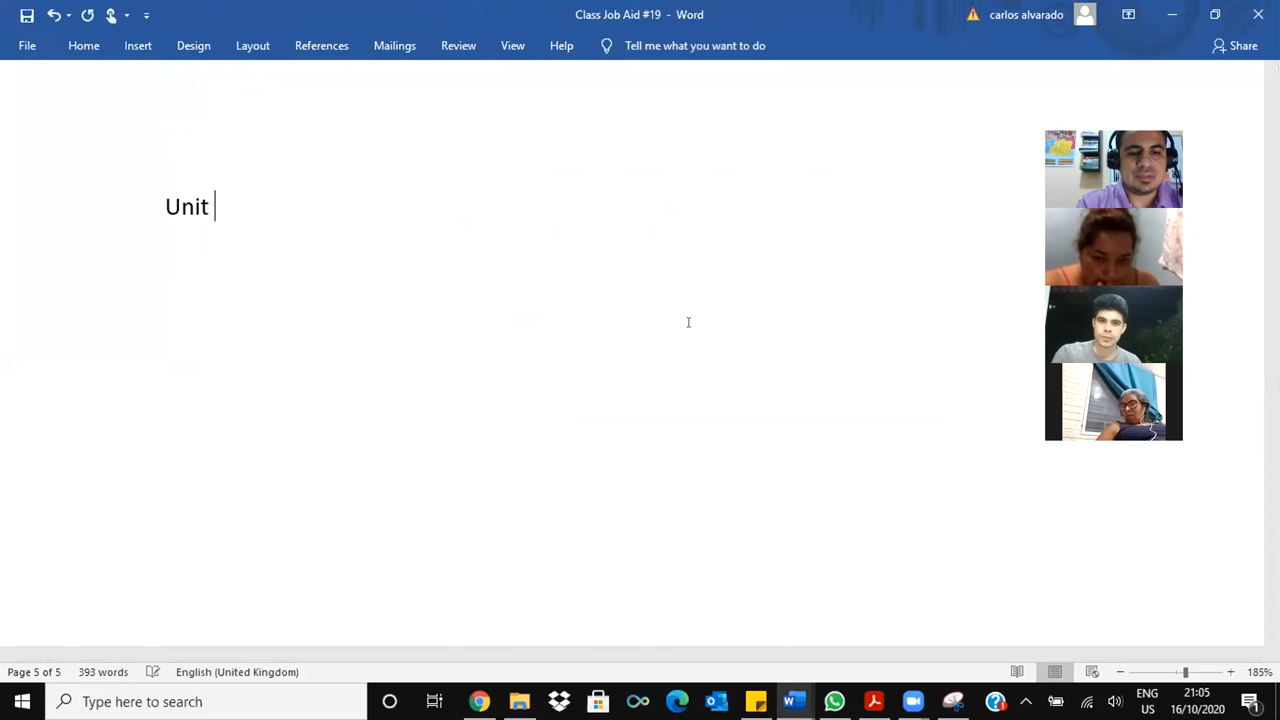 Class Job Aid #19 - Word
carlos alvarado
File Home Insert Design Layout References Mailings Review View Help Tell me what you want to do Share
Unit
Page 5 of 5 393 words English (United Kingdom) 185%
Type here to search
ENG
US
21:05
16/10/2020
1